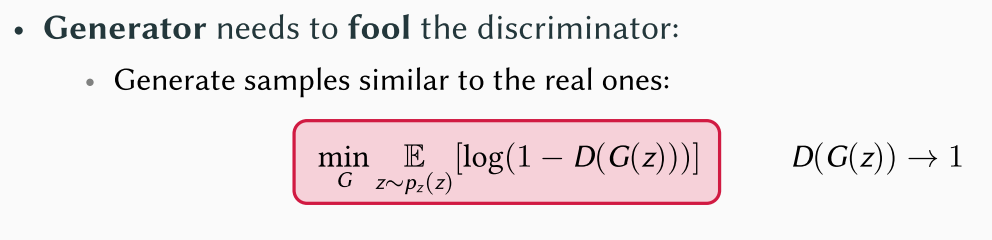 • Generator needs to fool the discriminator:
• Generate samples similar to the real ones:
min_G 𝔼_{z∼p_z(z)} [log(1 − D(G(z)))]    D(G(z)) → 1